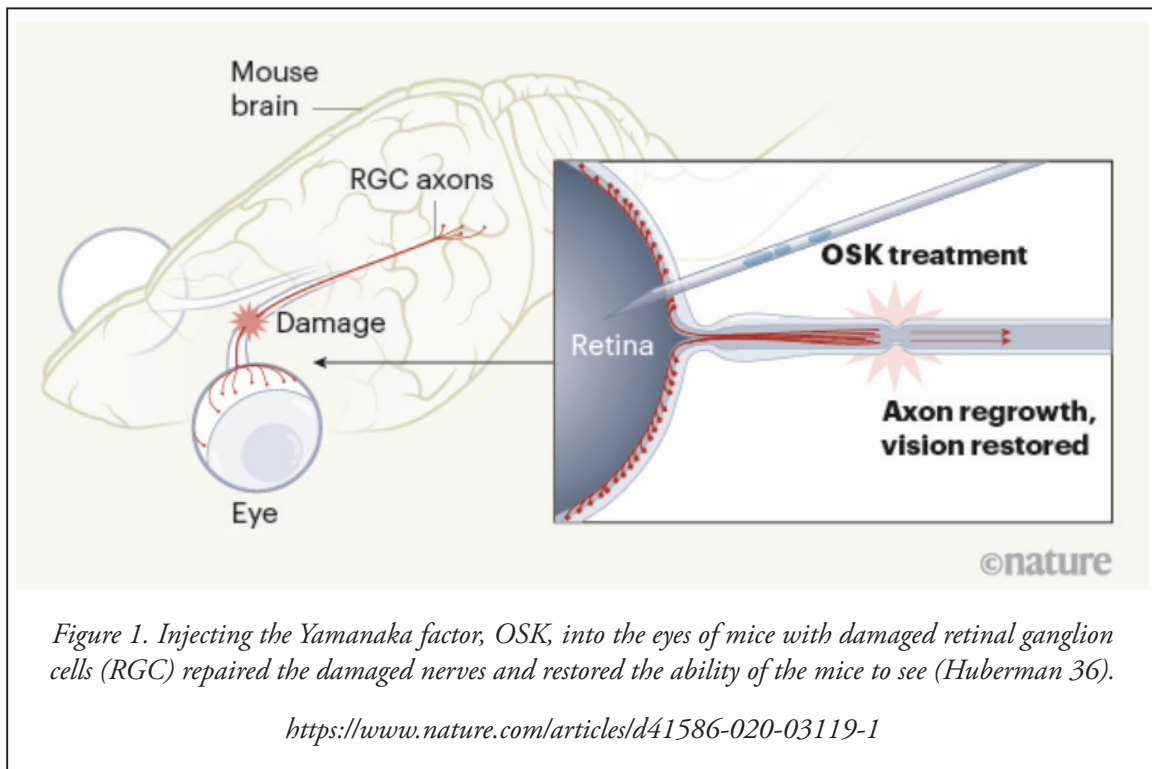 Mouse
brain
RGC axons
Damage
Eye
OSK treatment
Retina
Axon regrowth,
vision restored
©nature
Figure 1. Injecting the Yamanaka factor, OSK, into the eyes of mice with damaged retinal ganglion
cells (RGC) repaired the damaged nerves and restored the ability of the mice to see (Huberman 36).
https://www.nature.com/articles/d41586-020-03119-1